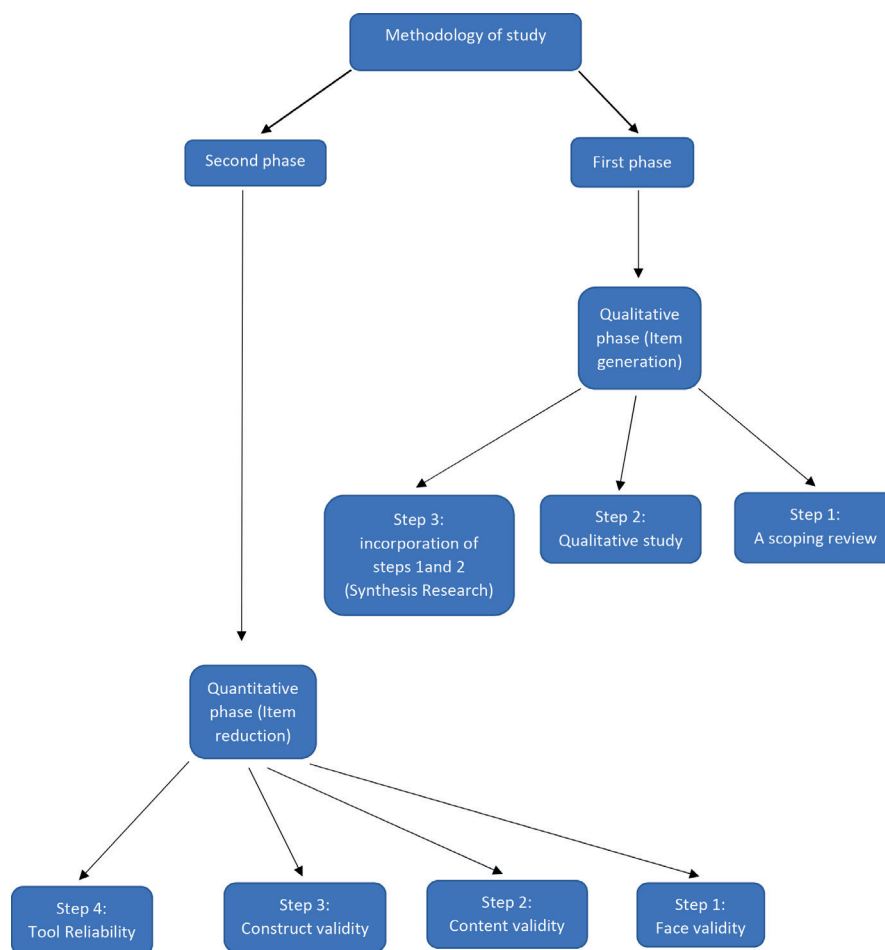 Methodology of study
Second phase
First phase
Qualitative
phase (Item
generation)
Step 3:
incorporation of
steps 1and 2
(Synthesis Research)
Step 2:
Qualitative study
Step 1:
A scoping review
Quantitative
phase (Item
reduction)
Step 4:
Tool Reliability
Step 3:
Construct validity
Step 2:
Content validity
Step 1:
Face validity